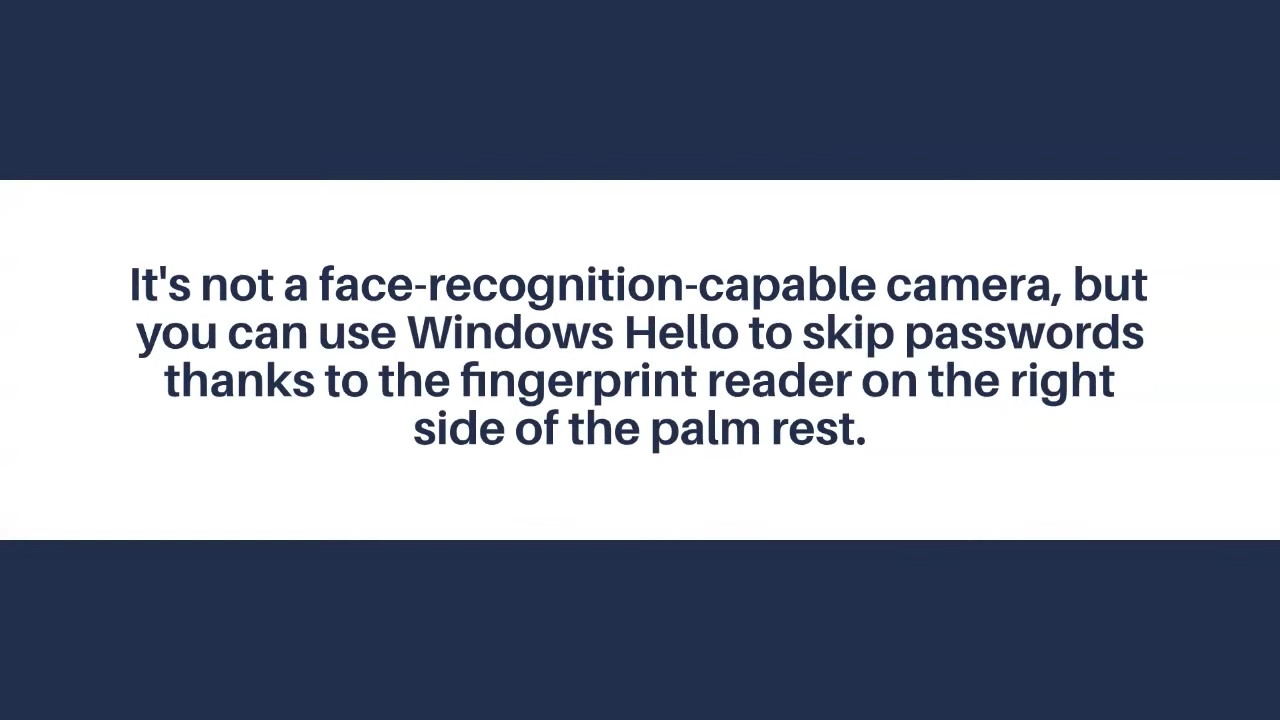 It's not a face-recognition-capable camera, but
you can use Windows Hello to skip passwords
thanks to the fingerprint reader on the right
side of the palm rest.